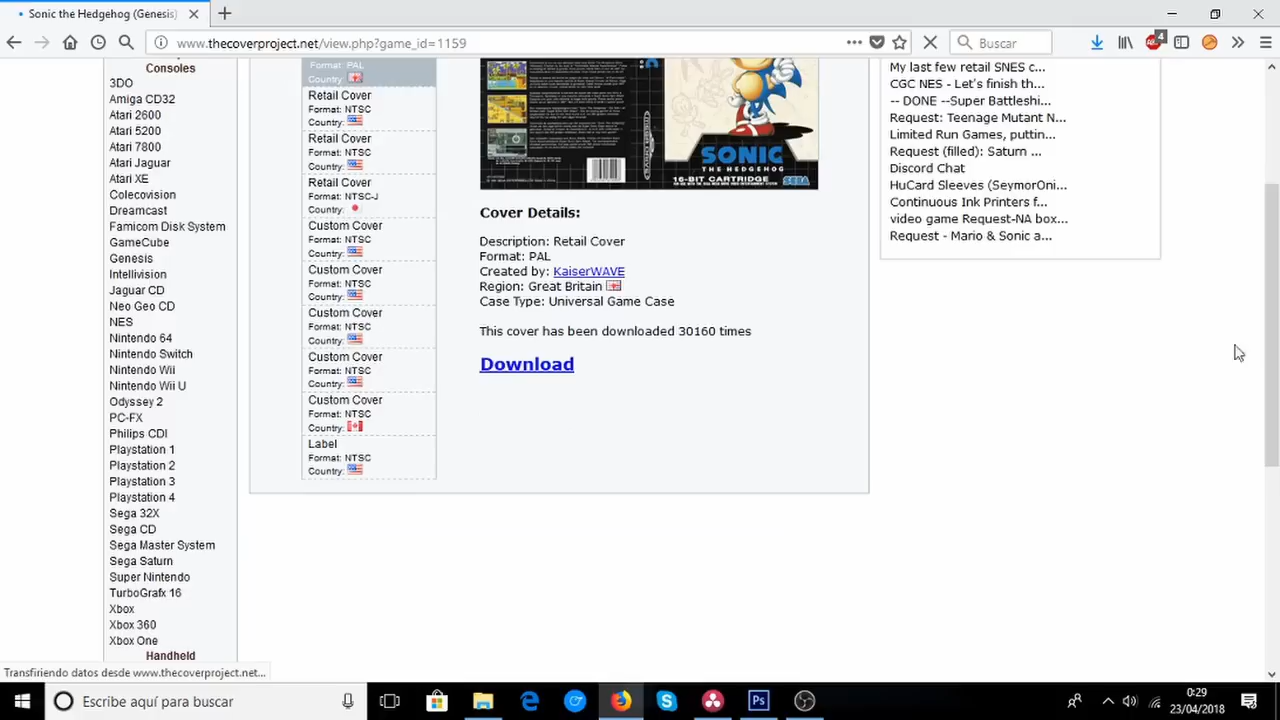 Sonic the Hedgehog (Genesis)
www.thecoverproject.net/view.php?game_id=1159
Buscar
4
Consoles
3DO
Amiga CD32
Atari 2600
Atari 5200
Atari 7800
Atari Jaguar
Atari XE
Colecovision
Dreamcast
Famicom Disk System
GameCube
Genesis
Intellivision
Jaguar CD
Neo Geo CD
NES
Nintendo 64
Nintendo Switch
Nintendo Wii
Nintendo Wii U
Odyssey 2
PC-FX
Philips CDI
Playstation 1
Playstation 2
Playstation 3
Playstation 4
Sega 32X
Sega CD
Sega Master System
Sega Saturn
Super Nintendo
TurboGrafx 16
Xbox
Xbox 360
Xbox One
Handheld
Format: PAL
Country:
Retail Cover
Format: NTSC
Country:
Retail Cover
Format: NTSC
Country:
Retail Cover
Format: NTSC-J
Country:
Custom Cover
Format: NTSC
Country:
Custom Cover
Format: NTSC
Country:
Custom Cover
Format: NTSC
Country:
Custom Cover
Format: NTSC
Country:
Custom Cover
Format: NTSC
Country:
Label
Format: NTSC
Country:
SONIC
THE HEDGEHOG
16-BIT CARTRIDGE
SEGA
Cover Details:
Description: Retail Cover
Format: PAL
Created by: KaiserWAVE
Region: Great Britain
Case Type: Universal Game Case
This cover has been downloaded 30160 times
Download
My last few retail NES c...
CGC NES - Diminishing ...
-- DONE --Super Battleshi...
Request: Teenage Mutant N...
Limited Run Games, puttin...
Request (filled): Saturn ...
Discord Chat
HuCard Sleeves (SeymorOni...
Continuous Ink Printers f...
video game Request-NA box...
Request - Mario & Sonic a...
Transfiriendo datos desde www.thecoverproject.net...
Escribe aquí para buscar
Ps
0:29
23/04/2018